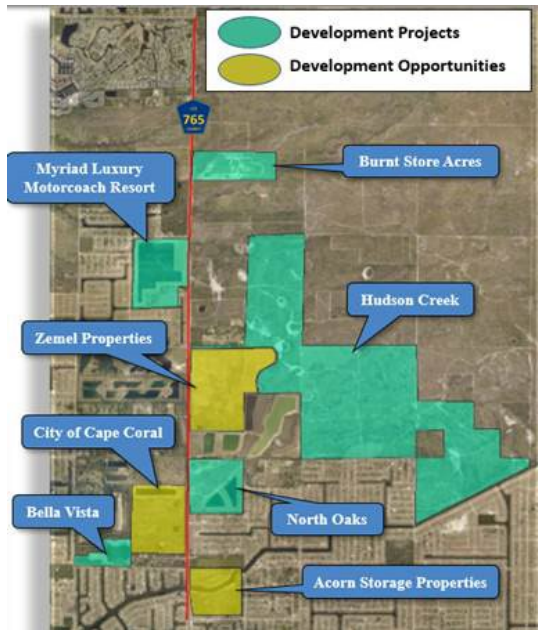 Development Projects
Development Opportunities
765
Burnt Store Acres
Myriad Luxury
Motorcoach Resort
Hudson Creek
Zemel Properties
City of Cape Coral
Bella Vista
North Oaks
Acorn Storage Properties